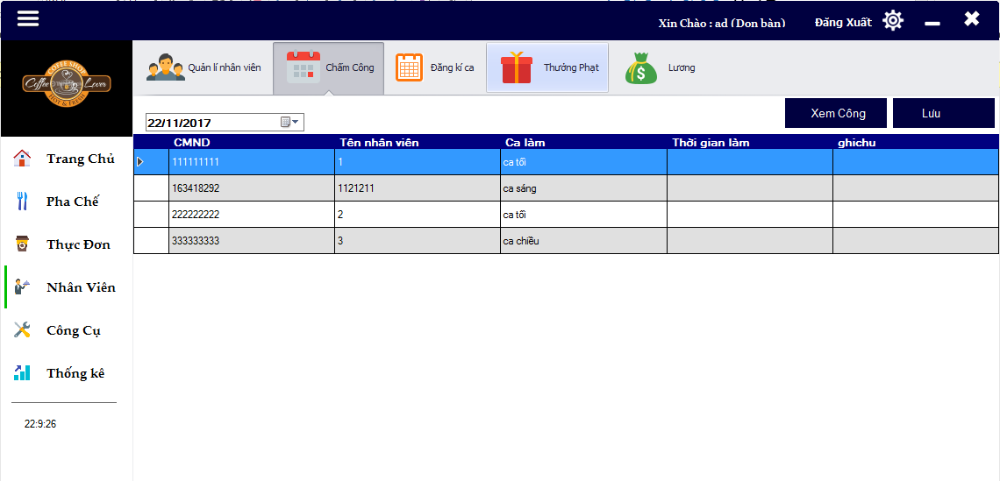 Xin Chào : ad (Dọn bàn)
Đăng Xuất
COFFEE SHOP
Coffee Lover
HOT & FRESH
Quản lí nhân viên
Chấm Công
Đăng kí ca
Thưởng Phạt
Lương
22/11/2017
Xem Công
Lưu
CMND Tên nhân viên Ca làm Thời gian làm ghichu
111111111 1 ca tối
163418292 1121211 ca sáng
222222222 2 ca tối
333333333 3 ca chiều
Trang Chủ
Pha Chế
Thực Đơn
Nhân Viên
Công Cụ
Thống kê
22:9:26